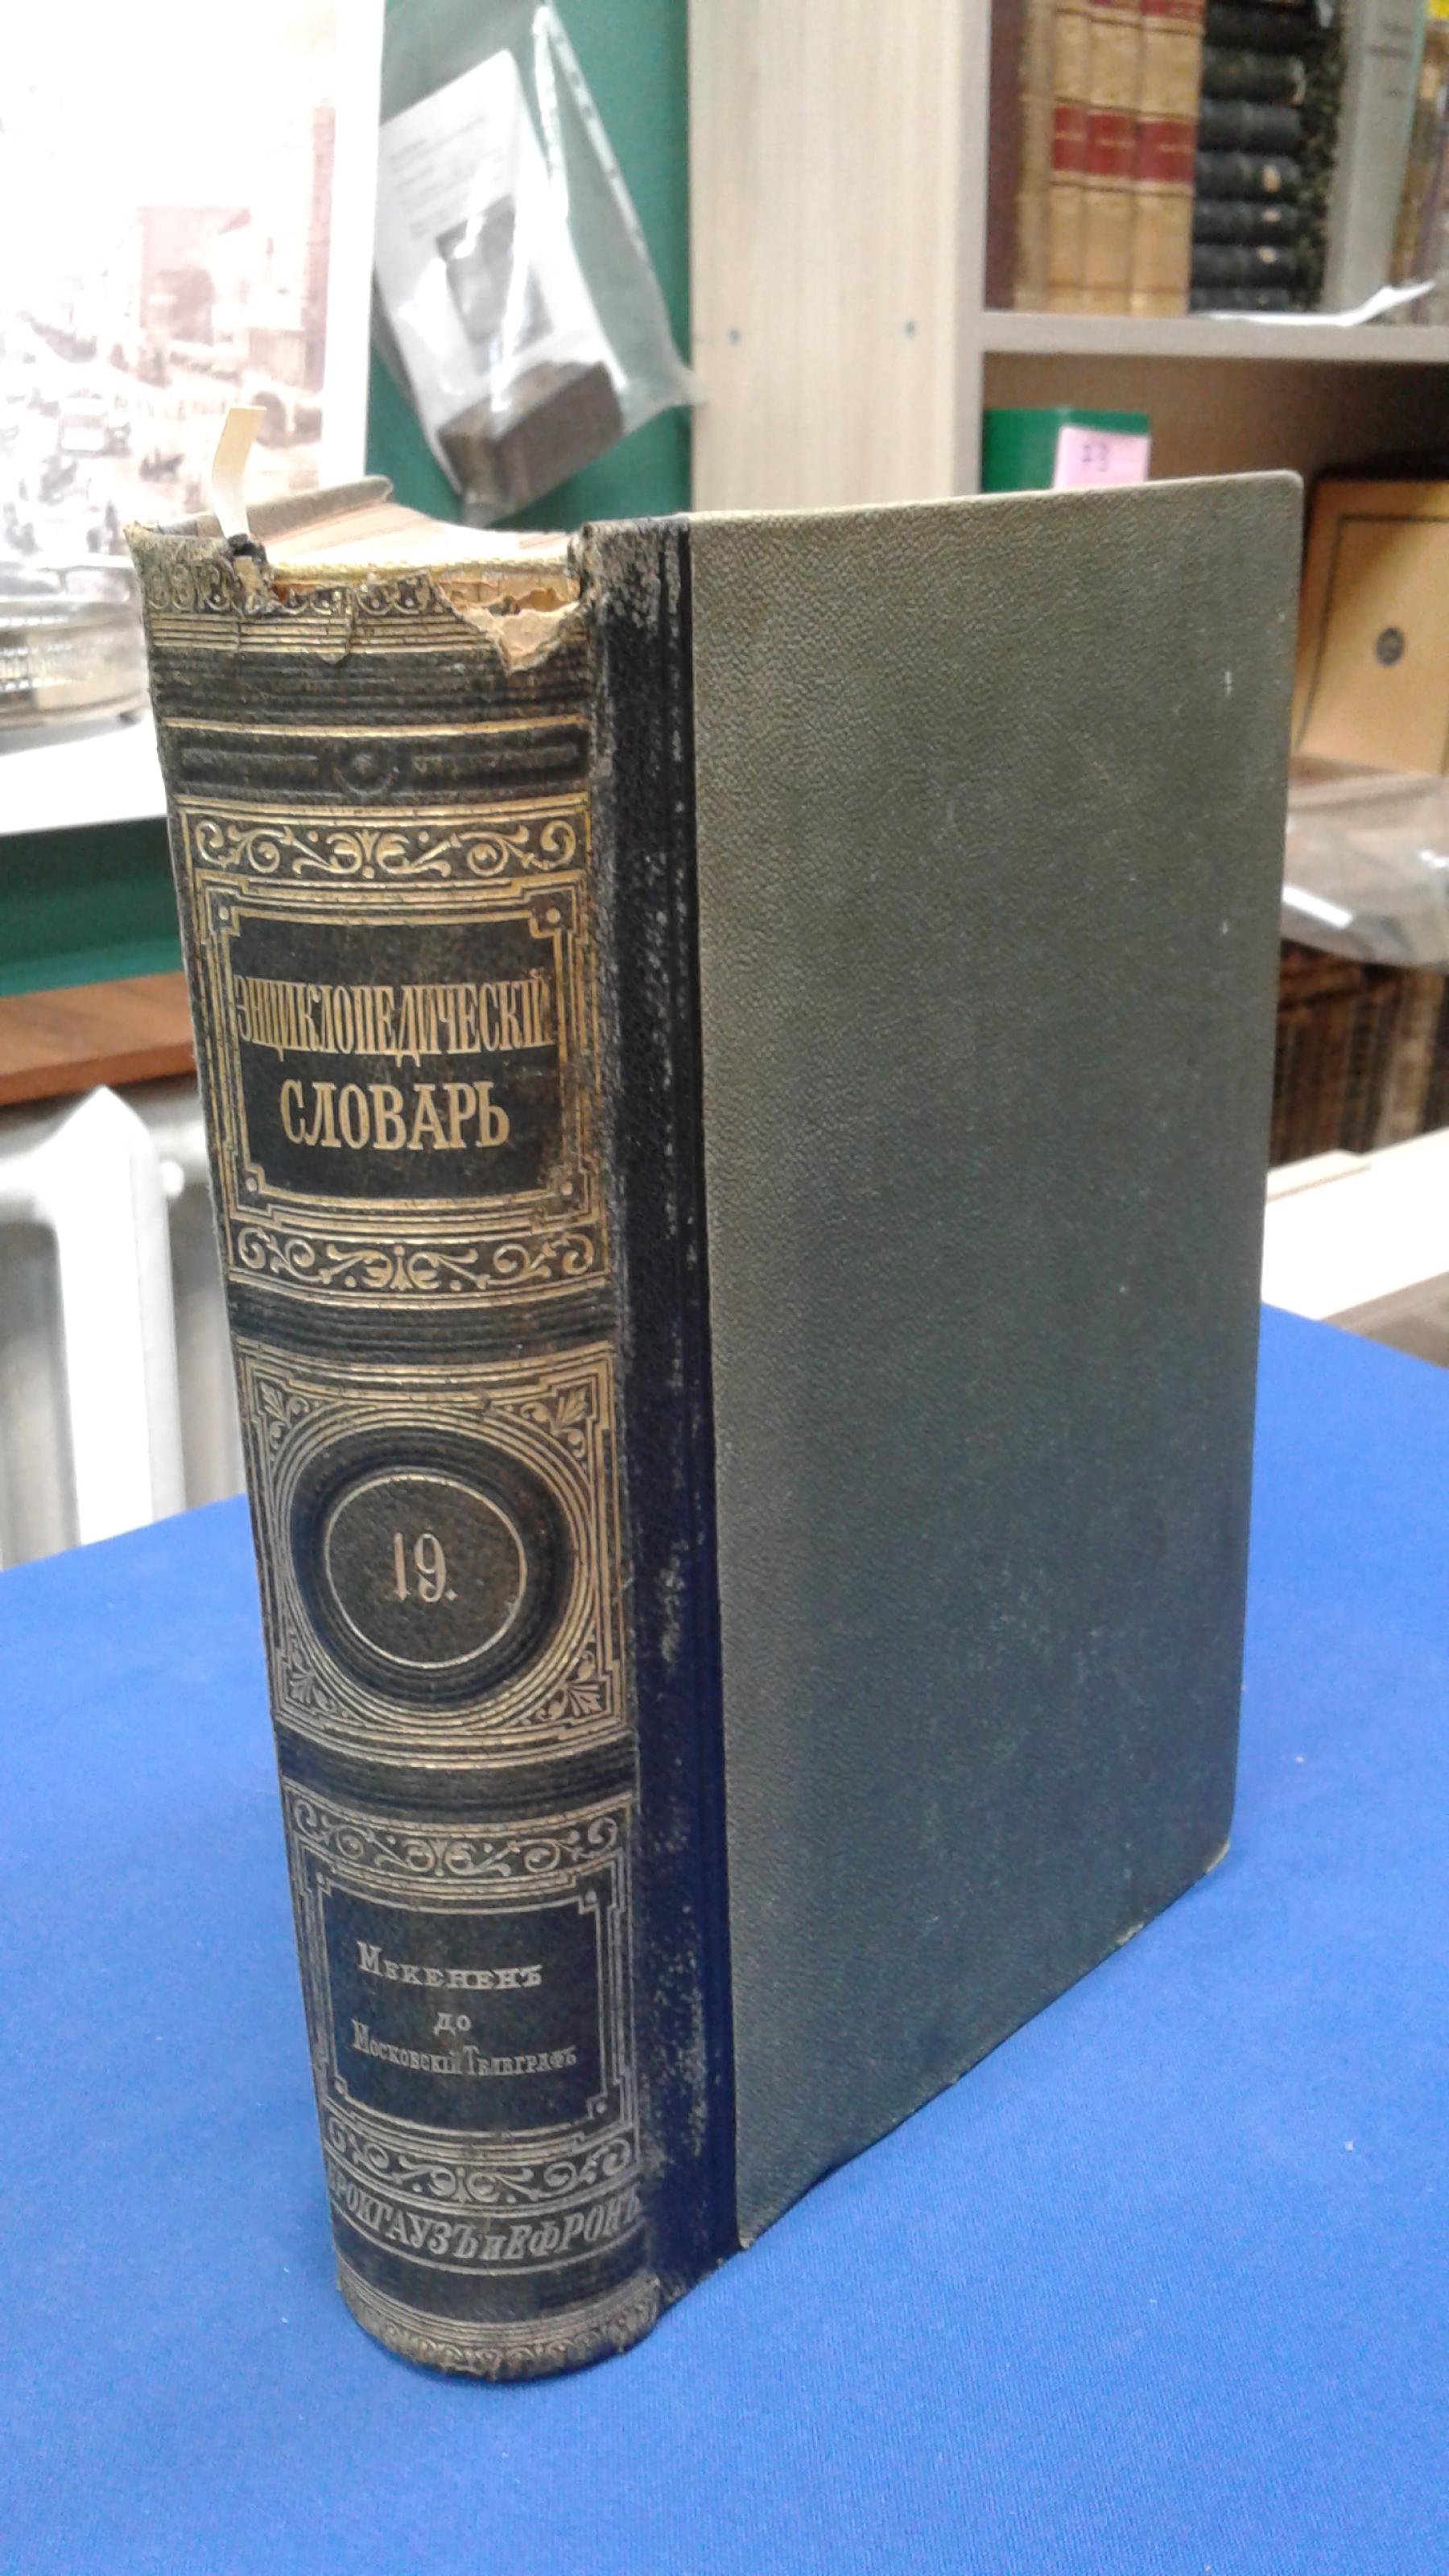 ЭНЦИКЛОПЕДИЧЕСКІЙ
СЛОВАРЬ
19.
МЕКЕНЕНЪ
ДО
МОСКОВСКІЙ ТЕЛЕГРАФЪ
БРОКГАУЗЪ и ЕФРОНЪ